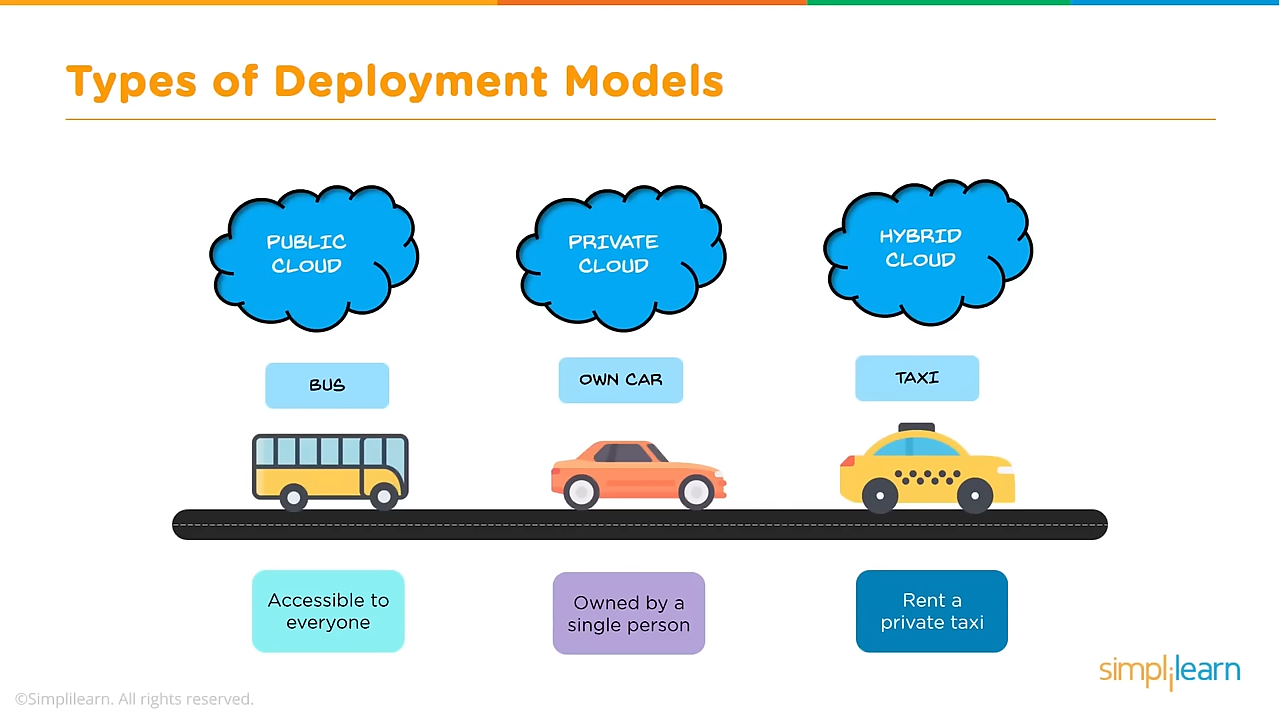 Types of Deployment Models
PUBLIC
CLOUD
PRIVATE
CLOUD
HYBRID
CLOUD
BUS
OWN CAR
TAXI
Accessible to
everyone
Owned by a
single person
Rent a
private taxi
simplilearn
©Simplilearn. All rights reserved.